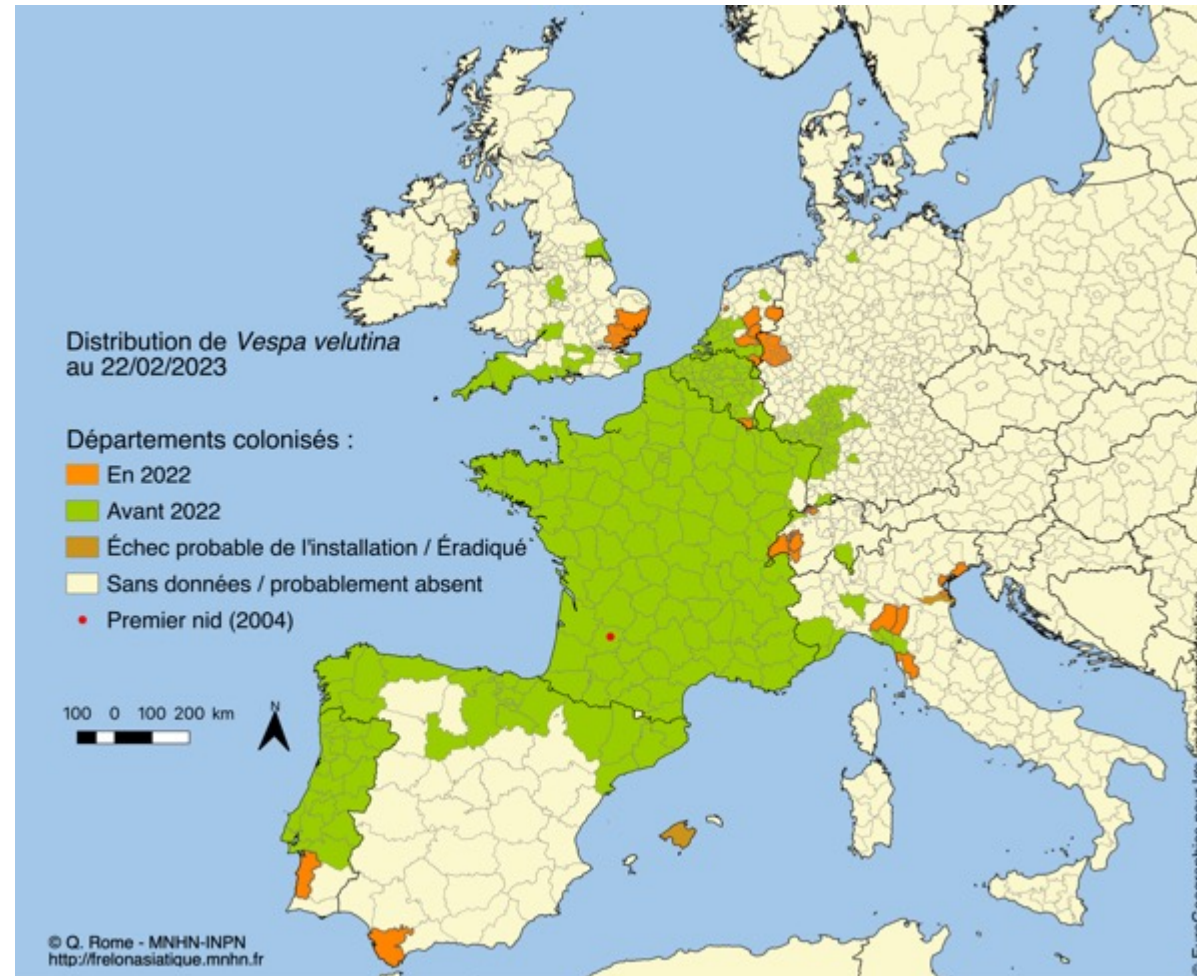 Distribution de Vespa velutina
au 22/02/2023
Départements colonisés :
En 2022
Avant 2022
Échec probable de l'installation / Éradiqué
Sans données / probablement absent
Premier nid (2004)
100 0 100 200 km
N
© Q. Rome - MNHN-INPN
http://frelonasiatique.mnhn.fr